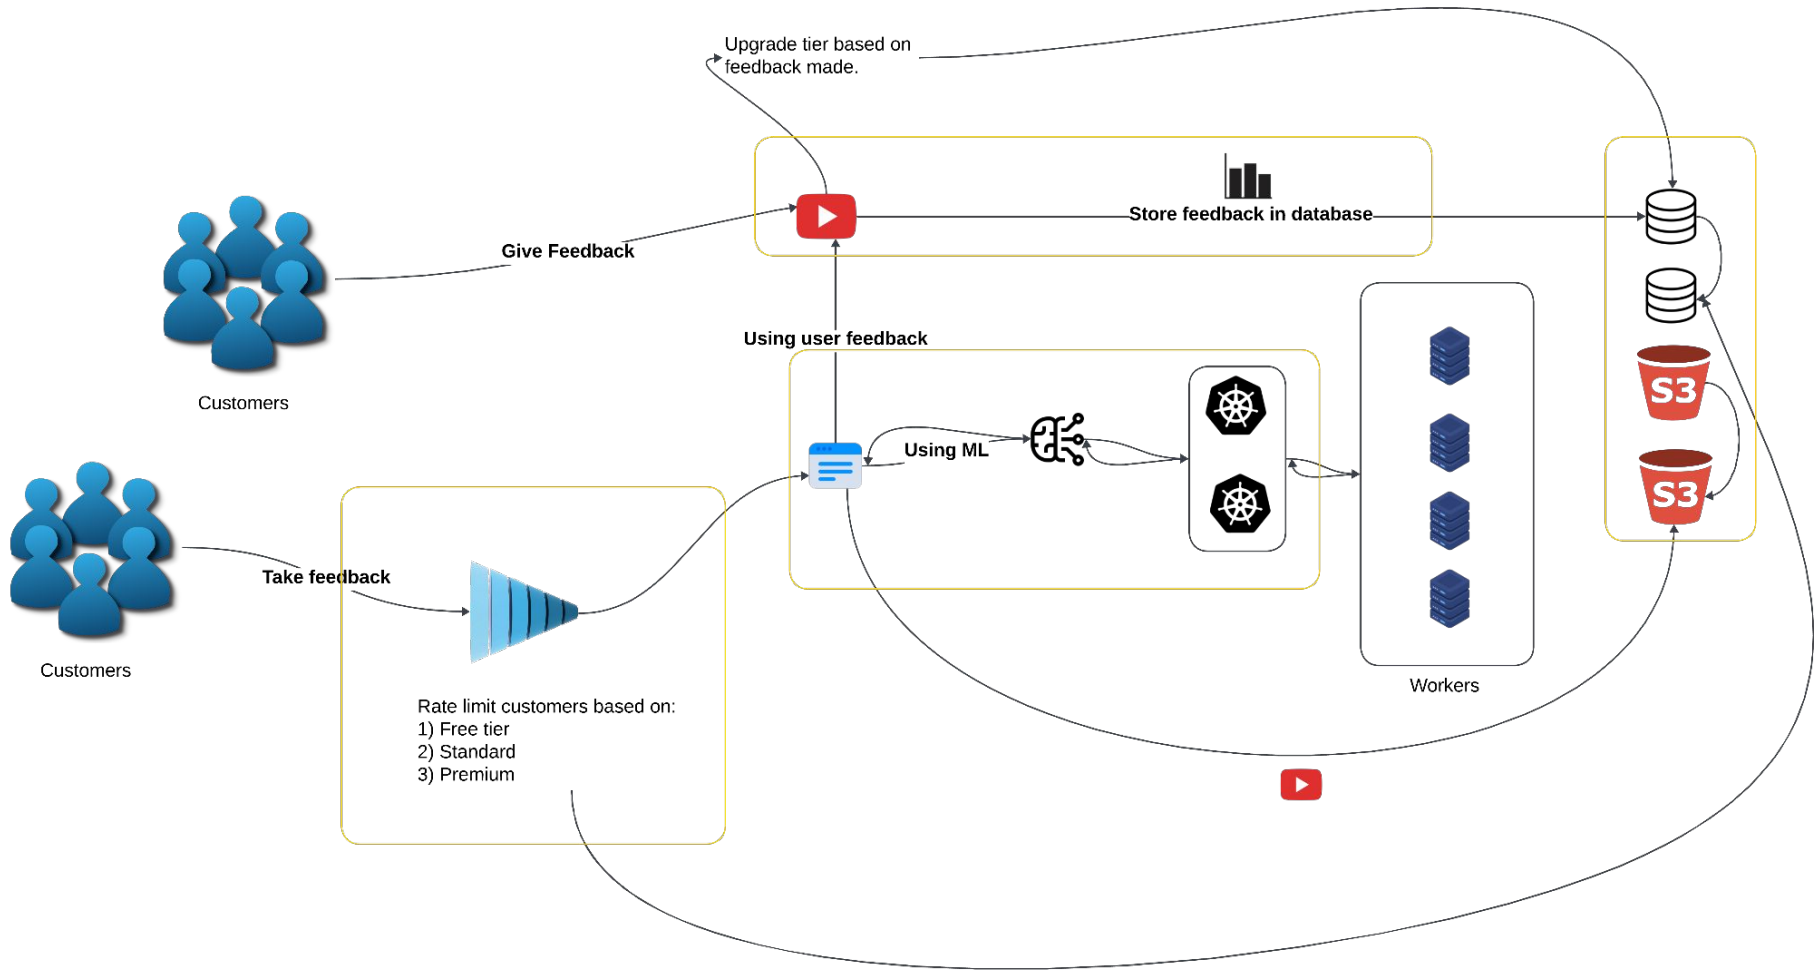 Upgrade tier based on
feedback made.
Store feedback in database
Give Feedback
Using user feedback
Customers
S3
Using ML
S3
Take feedback
Customers
Workers
Rate limit customers based on:
1) Free tier
2) Standard
3) Premium